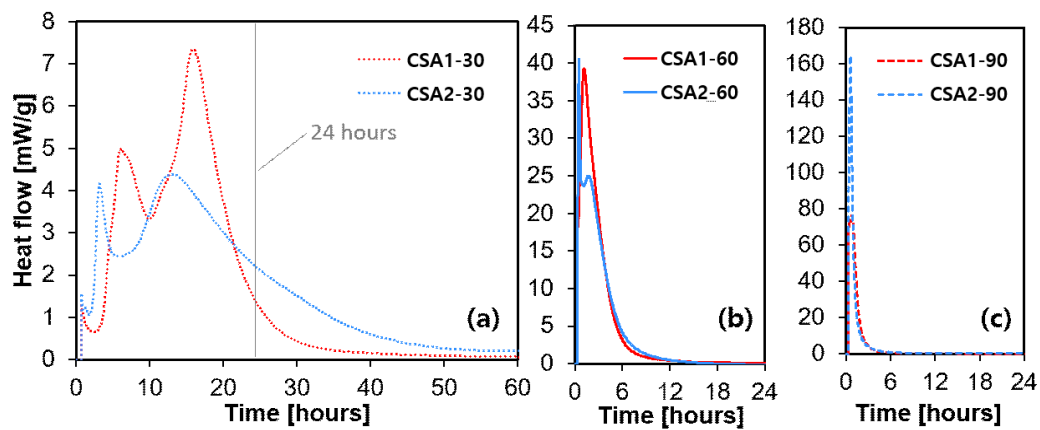 Heat flow [mW/g]
8
7
6
5
4
3
2
1
0
CSA1-30
CSA2-30
24 hours
(a)
0 10 20 30 40 50 60
Time [hours]
45
40
35
30
25
20
15
10
5
0
CSA1-60
CSA2-60
(b)
0 6 12 18 24
Time [hours]
180
160
140
120
100
80
60
40
20
0
CSA1-90
CSA2-90
(c)
0 6 12 18 24
Time [hours]